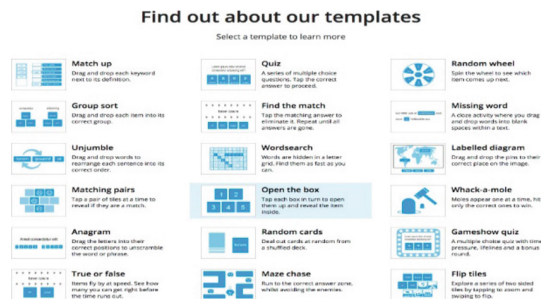 Find out about our templates
Select a template to learn more
Match up
Drag and drop each keyword
next to its definition.
Quiz
A series of multiple choice
questions. Tap the correct
answer to proceed.
Random wheel
Spin the wheel to see which
item comes up next.
Group sort
Drag and drop each item into its
correct group.
Find the match
Tap the matching answer to
eliminate it. Repeat until all
answers are gone.
Missing word
A cloze activity where you drag
and drop words into blank
spaces within a text.
Unjumble
Drag and drop words to
rearrange each sentence into its
correct order.
Wordsearch
Words are hidden in a letter
grid. Find them as fast as you
can.
Labelled diagram
Drag and drop the pins to their
correct place on the image.
Matching pairs
Tap a pair of tiles at a time to
reveal if they are a match.
Open the box
Tap each box in turn to open
them up and reveal the item
inside.
1 2
3 4 5
Whack-a-mole
Moles appear one at a time, hit
only the correct ones to win.
Anagram
Drag the letters into their
correct positions to unscramble
the word or phrase.
Random cards
Deal out cards at random from
a shuffled deck.
Gameshow quiz
A multiple choice quiz with time
pressure, lifelines and a bonus
round.
True or false
Items fly by at speed. See how
many you can get right before
the time runs out.
Maze chase
Run to the correct answer zone,
whilst avoiding the enemies.
Flip tiles
Explore a series of two sided
tiles by tapping to zoom and
swiping to flip.